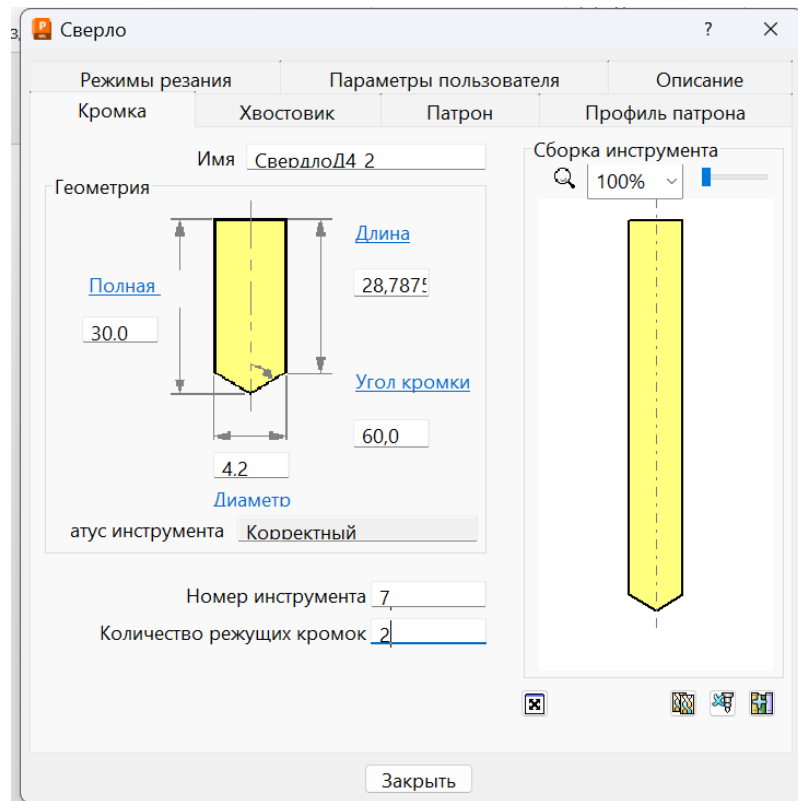 Сверло
?
Режимы резания
Параметры пользователя
Описание
Кромка
Хвостовик
Патрон
Профиль патрона
Имя СвердлоД4_2
Сборка инструмента
100%
Геометрия
Длина
28,787
Полная
30.0
Угол кромки
60,0
4.2
Диаметр
атус инструмента Корректный
Номер инструмента 7
Количество режущих кромок 2
Закрыть